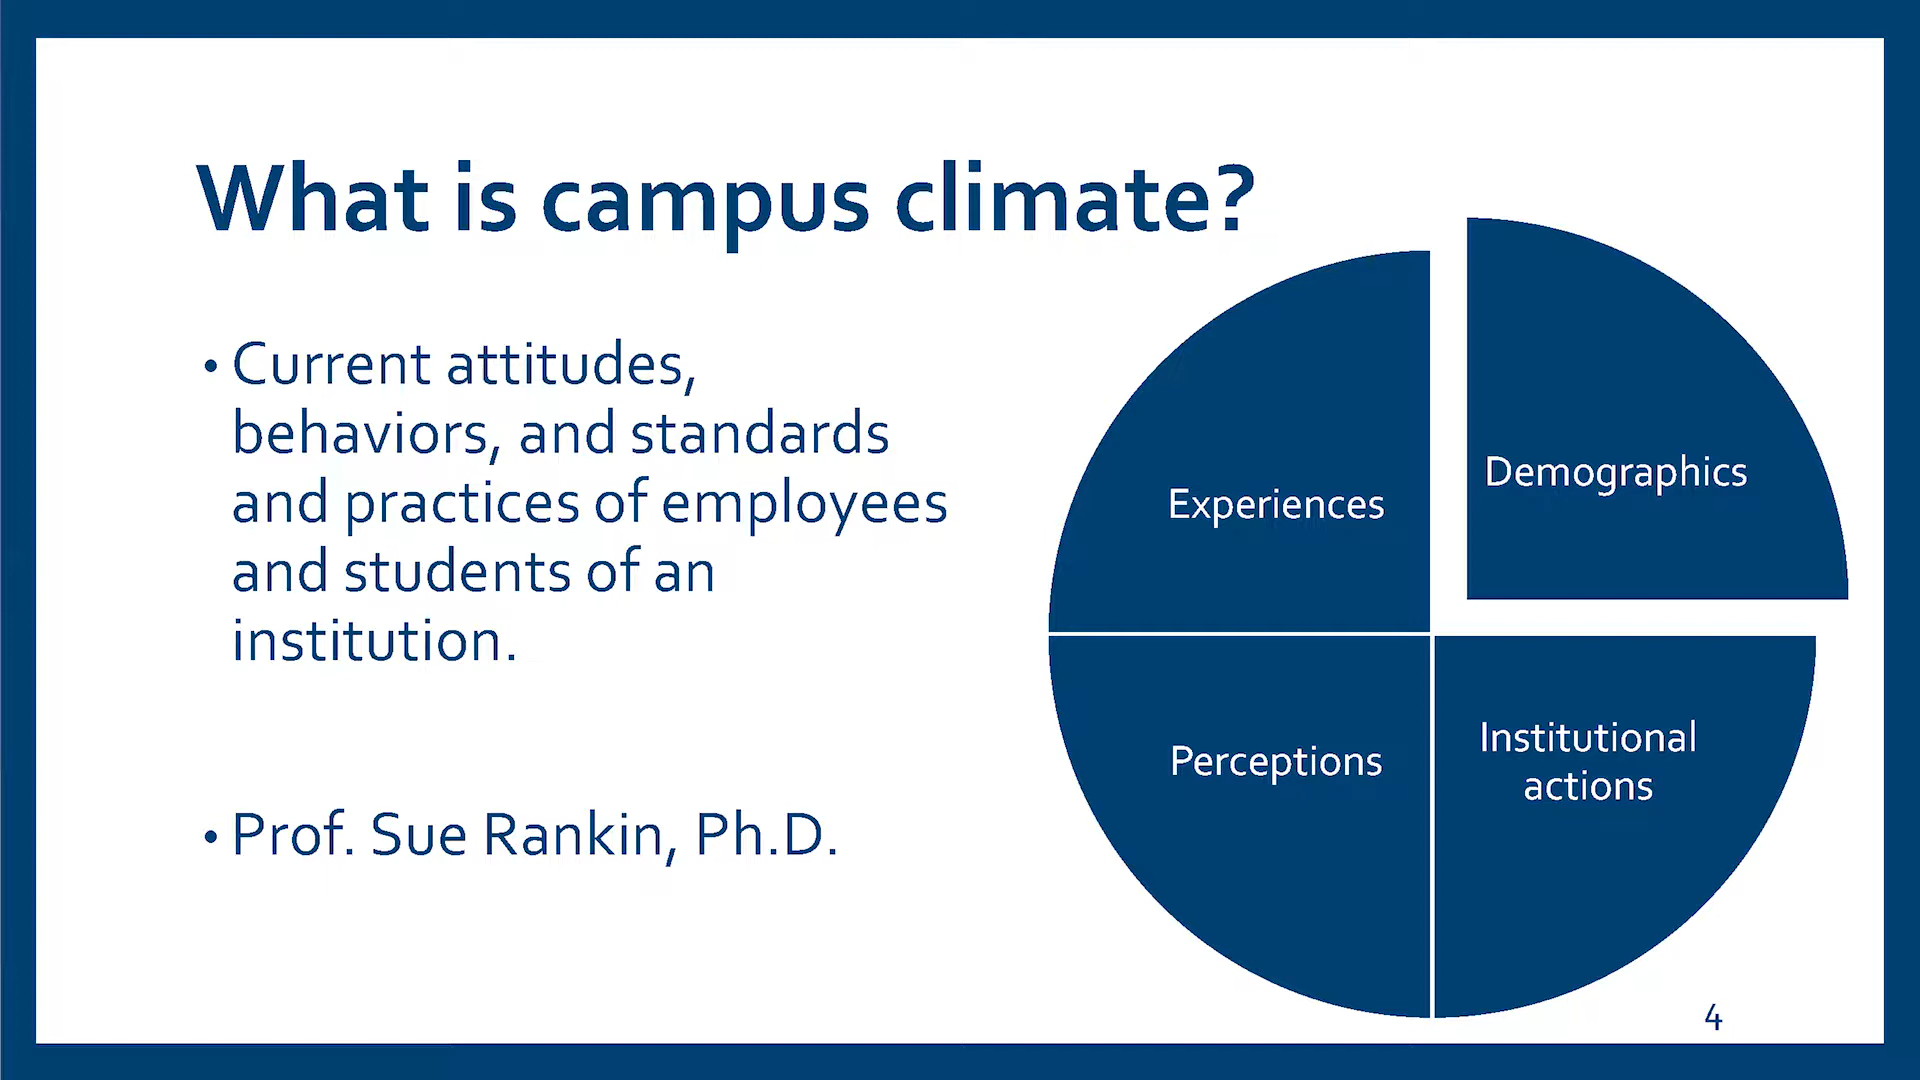 What is campus climate?
• Current attitudes,
behaviors, and standards
and practices of employees
and students of an
institution.
• Prof. Sue Rankin, Ph.D.
Experiences
Demographics
Perceptions
Institutional
actions
4